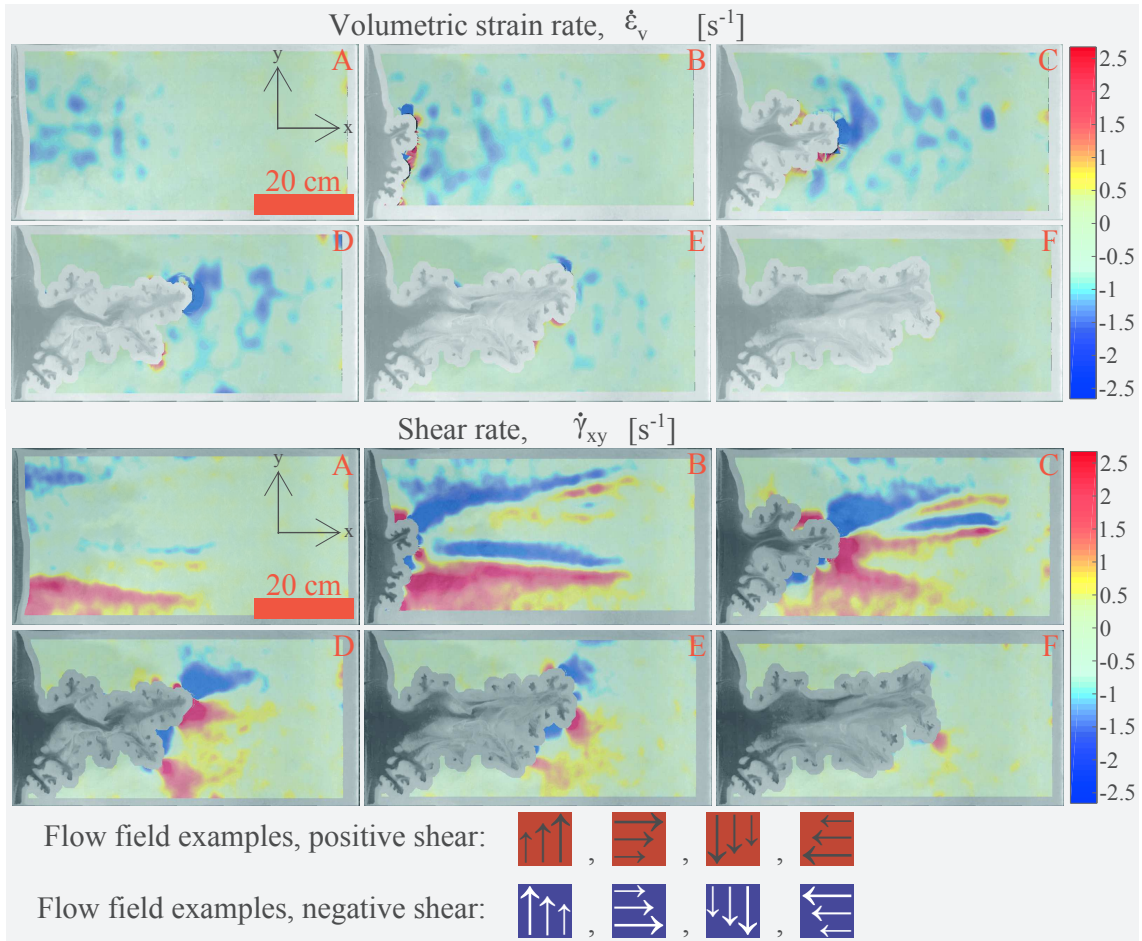 Volumetric strain rate, ε̇v [s-1]
A
B
C
y
x
20 cm
D
E
F
2.5
2
1.5
1
0.5
0
-0.5
-1
-1.5
-2
-2.5
Shear rate, γ̇xy [s-1]
A
B
C
y
x
20 cm
D
E
F
2.5
2
1.5
1
0.5
0
-0.5
-1
-1.5
-2
-2.5
Flow field examples, positive shear: , , ,
Flow field examples, negative shear: , , ,